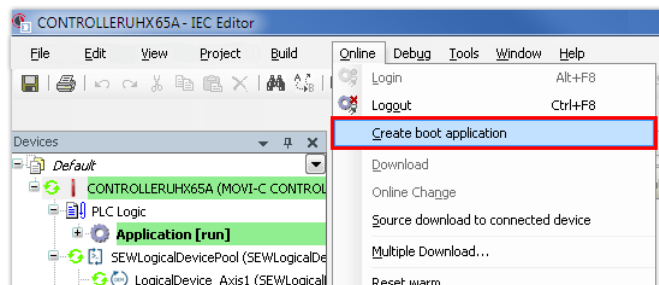 CONTROLLERUHX65A - IEC Editor
File Edit View Project Build Online Debug Tools Window Help
Login Alt+F8
Logout Ctrl+F8
Create boot application
Download
Online Change
Source download to connected device
Multiple Download...
Reset warm
Devices
Default
CONTROLLERUHX65A (MOVI-C CONTROL
PLC Logic
Application [run]
SEWLogicalDevicePool (SEWLogicalDe
LogicalDevice_Axis1 (SEWLogical